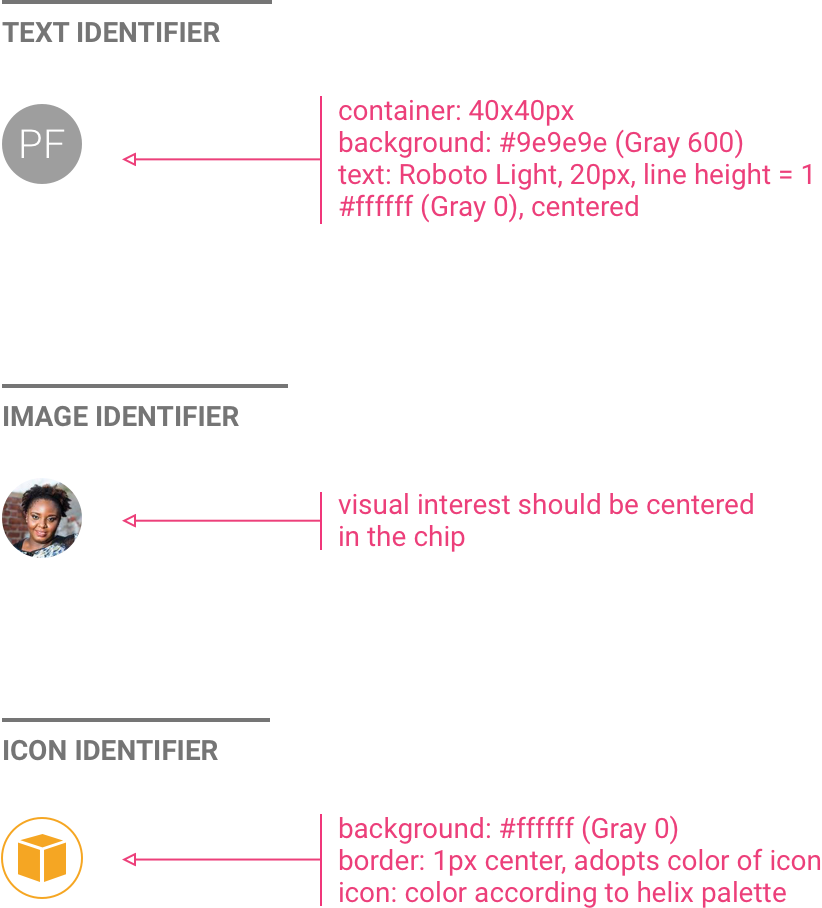 TEXT IDENTIFIER
PF
container: 40x40px
background: #9e9e9e (Gray 600)
text: Roboto Light, 20px, line height = 1
#ffffff (Gray 0), centered
IMAGE IDENTIFIER
visual interest should be centered
in the chip
ICON IDENTIFIER
background: #ffffff (Gray 0)
border: 1px center, adopts color of icon
icon: color according to helix palette